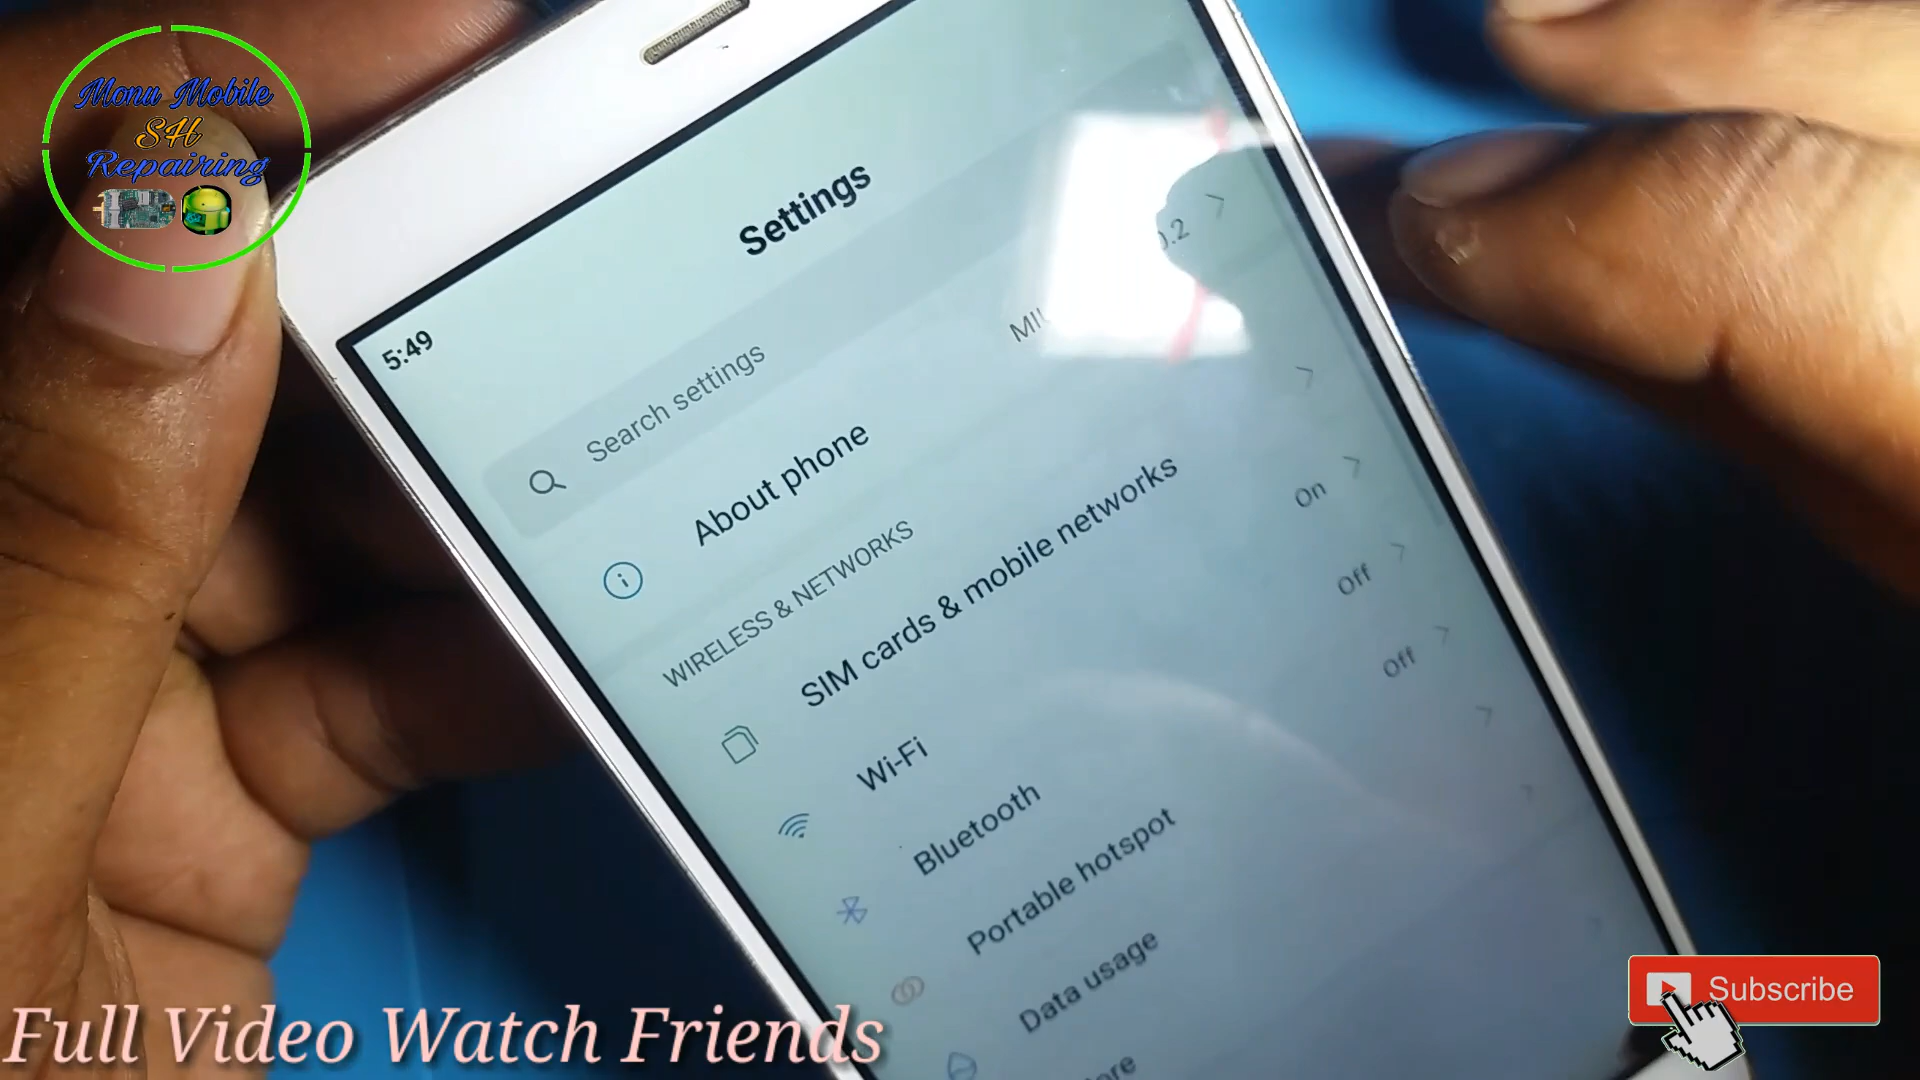 Monu Mobile
SH
Repairing
5:49
Settings
Search settings
About phone
WIRELESS & NETWORKS
SIM cards & mobile networks
Wi-Fi
On
Bluetooth
Off
Portable hotspot
Off
Data usage
Full Video Watch Friends
Subscribe